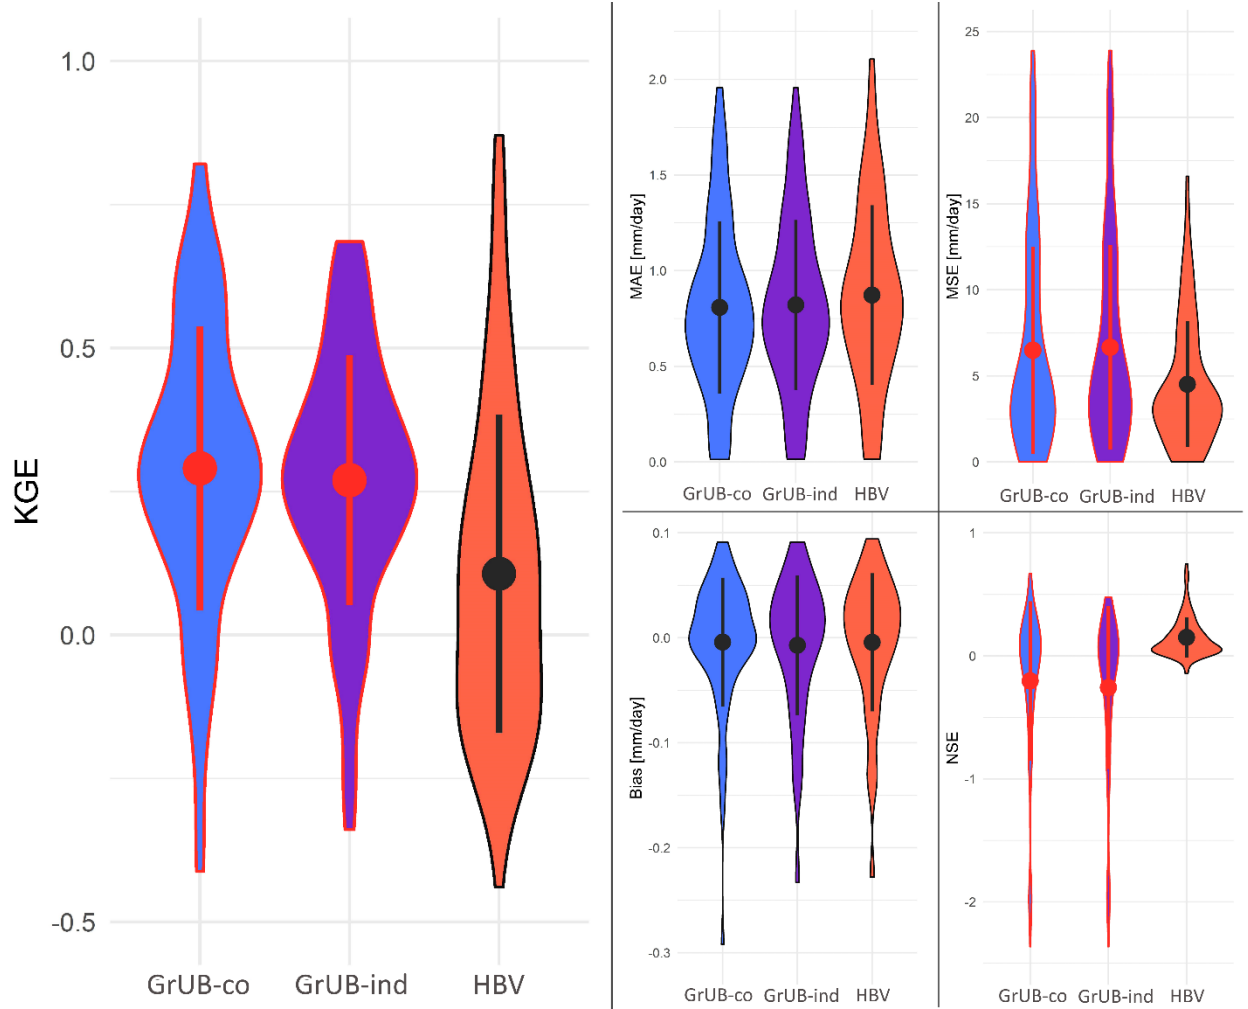 KGE
1.0
0.5
0.0
-0.5
GrUB-co GrUB-ind HBV
MAE [mm/day]
2.0
1.5
1.0
0.5
0.0
GrUB-co GrUB-ind HBV
MSE [mm/day]
25
20
15
10
5
0
GrUB-co GrUB-ind HBV
Bias [mm/day]
0.1
0.0
-0.1
-0.2
-0.3
GrUB-co GrUB-ind HBV
NSE
1
0
-1
-2
GrUB-co GrUB-ind HBV